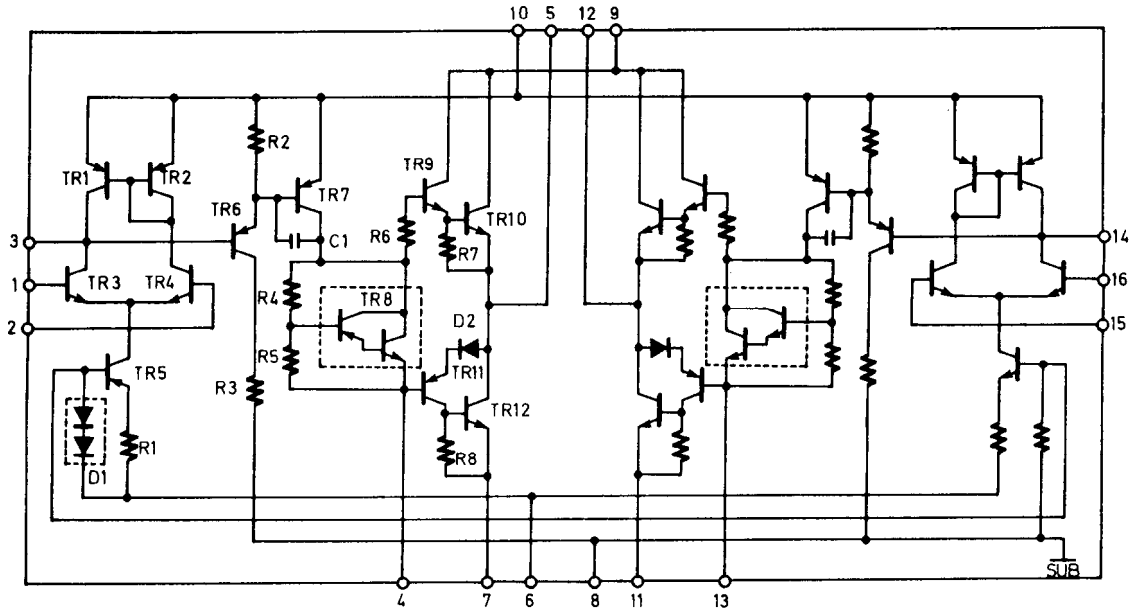 10 5 12 9
R2
TR9
TR1 TR2
TR7
TR6
TR10
R6
R7
C1
3
14
TR3 TR4
1
16
R4
TR8
2
15
D2
R5
TR11
TR5
R3
TR12
R1
R8
D1
SUB
4 7 6 8 11 13